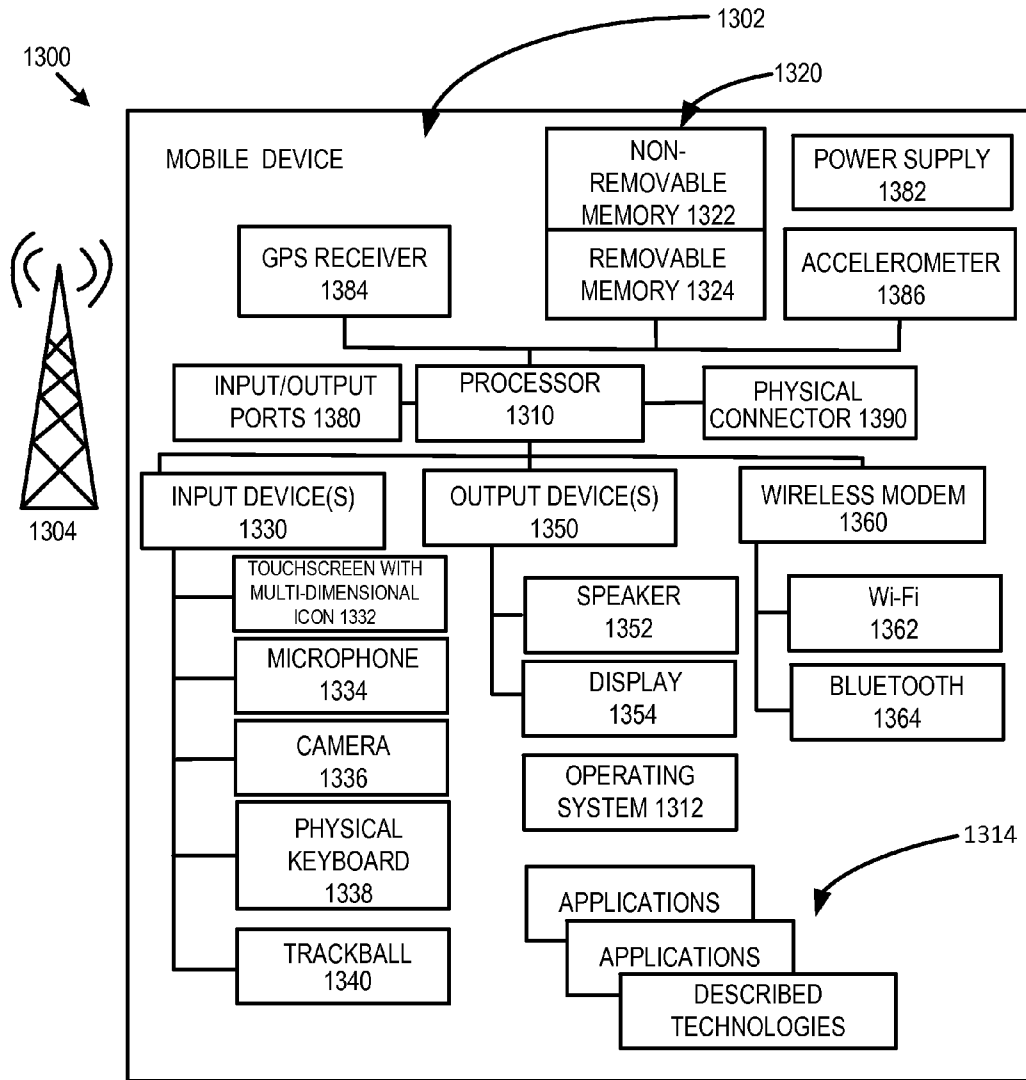 1302
1300
1320
MOBILE DEVICE
NON-
REMOVABLE
MEMORY 1322
POWER SUPPLY
1382
GPS RECEIVER
1384
REMOVABLE
MEMORY 1324
ACCELEROMETER
1386
INPUT/OUTPUT
PORTS 1380
PROCESSOR
1310
PHYSICAL
CONNECTOR 1390
INPUT DEVICE(S)
1330
OUTPUT DEVICE(S)
1350
WIRELESS MODEM
1360
1304
TOUCHSCREEN WITH
MULTI-DIMENSIONAL
ICON 1332
SPEAKER
1352
Wi-Fi
1362
MICROPHONE
1334
DISPLAY
1354
BLUETOOTH
1364
CAMERA
1336
OPERATING
SYSTEM 1312
PHYSICAL
KEYBOARD
1338
1314
APPLICATIONS
TRACKBALL
1340
APPLICATIONS
DESCRIBED
TECHNOLOGIES